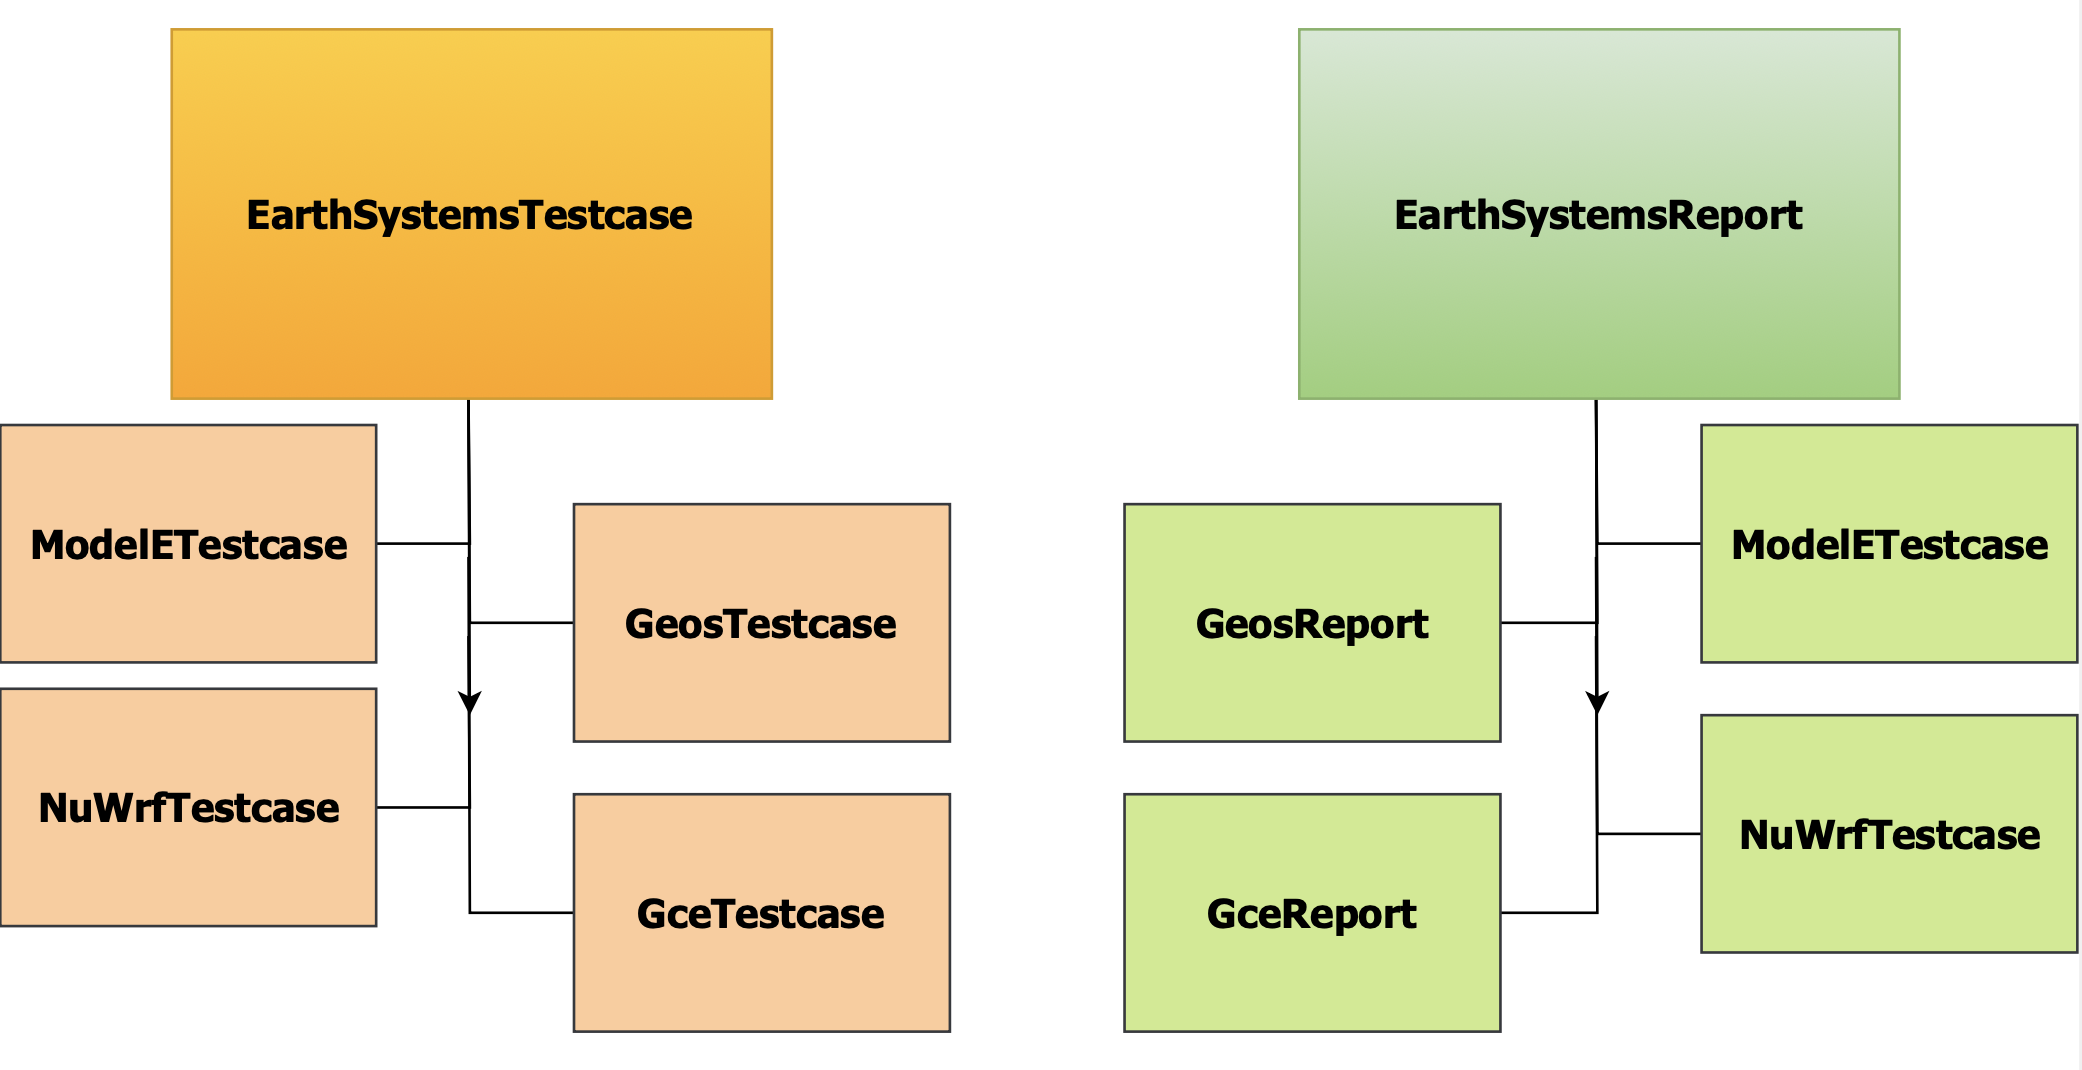 EarthSystemsTestcase
EarthSystemsReport
ModelETestcase
GeosTestcase
NuWrfTestcase
GceTestcase
GeosReport
ModelETestcase
GceReport
NuWrfTestcase